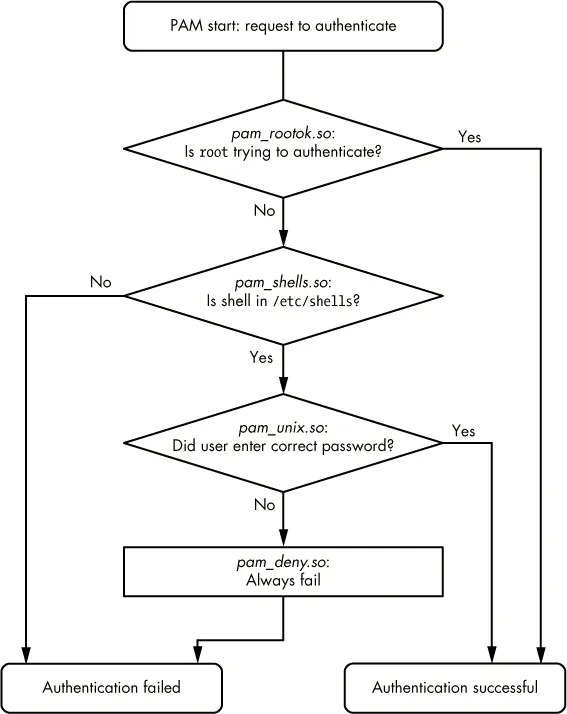 PAM start: request to authenticate
pam_rootok.so:
Is root trying to authenticate?
Yes
No
pam_shells.so:
Is shell in /etc/shells?
No
Yes
pam_unix.so:
Did user enter correct password?
Yes
No
pam_deny.so:
Always fail
Authentication failed
Authentication successful